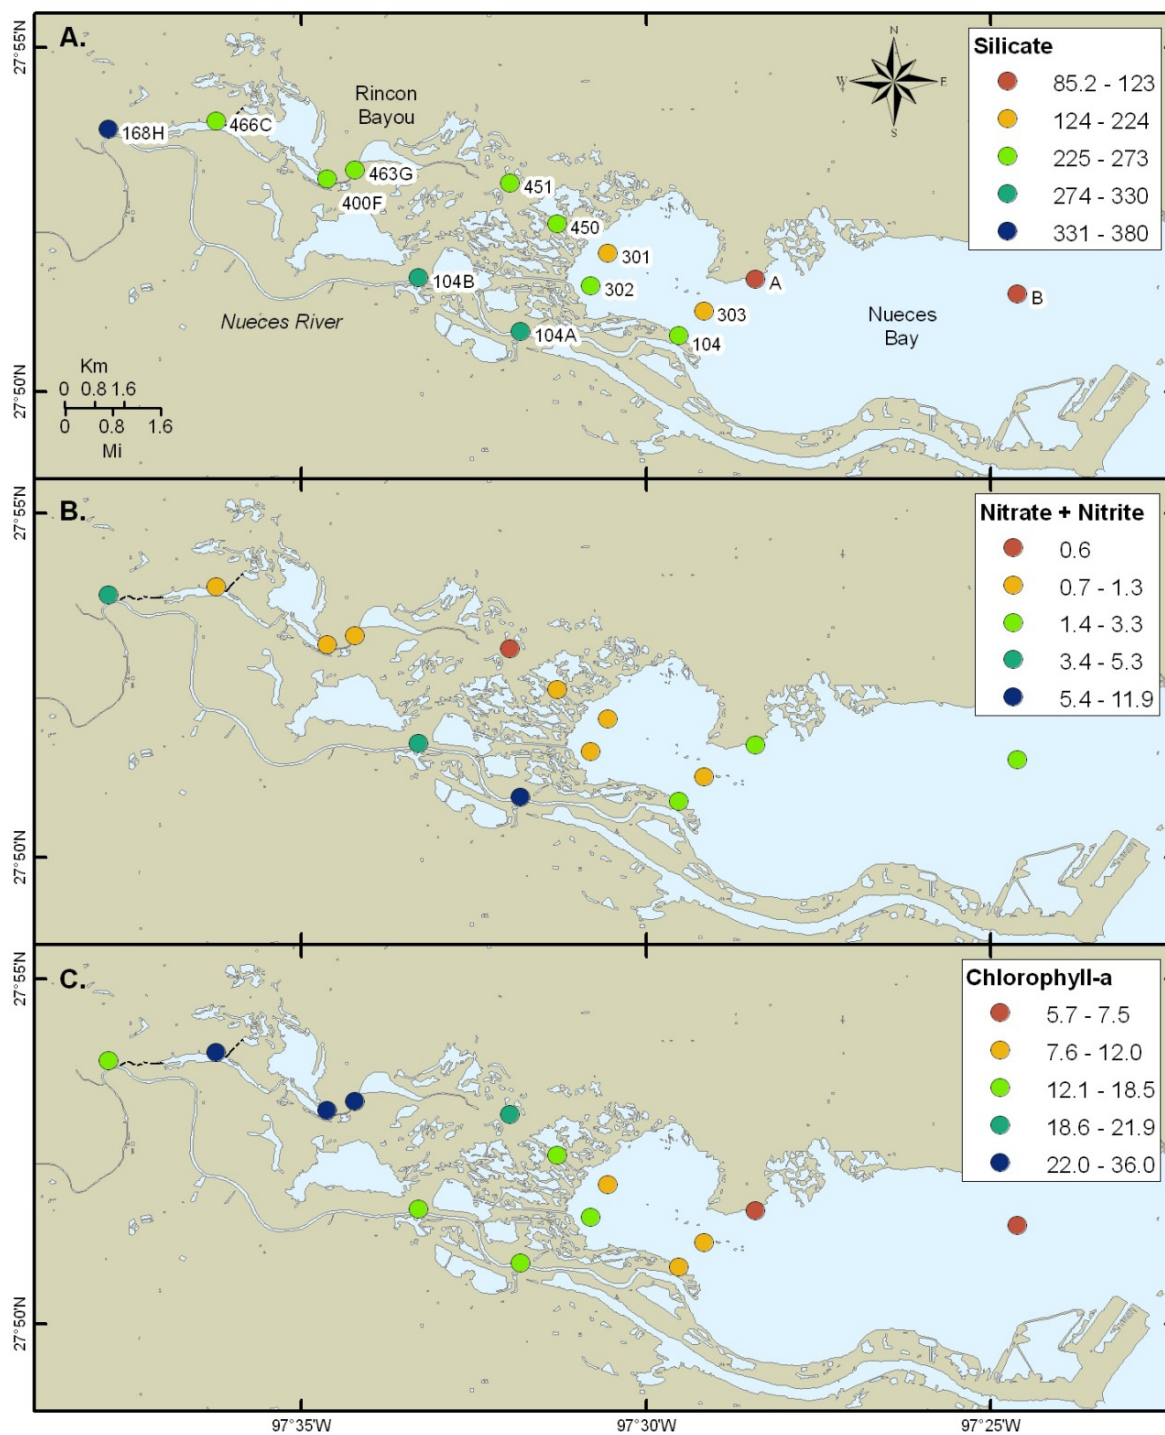 A.
27°55'N
27°50'N
Rincon
Bayou
168H
466C
463G
400F
451
450
301
302
303
104B
104A
104
A
B
Nueces River
Nueces
Bay
N
W
E
S
Km
0 0.8 1.6
0 0.8 1.6
Mi
Silicate
85.2 - 123
124 - 224
225 - 273
274 - 330
331 - 380
B.
27°55'N
27°50'N
Nitrate + Nitrite
0.6
0.7 - 1.3
1.4 - 3.3
3.4 - 5.3
5.4 - 11.9
C.
27°55'N
27°50'N
Chlorophyll-a
5.7 - 7.5
7.6 - 12.0
12.1 - 18.5
18.6 - 21.9
22.0 - 36.0
97°35'W
97°30'W
97°25'W